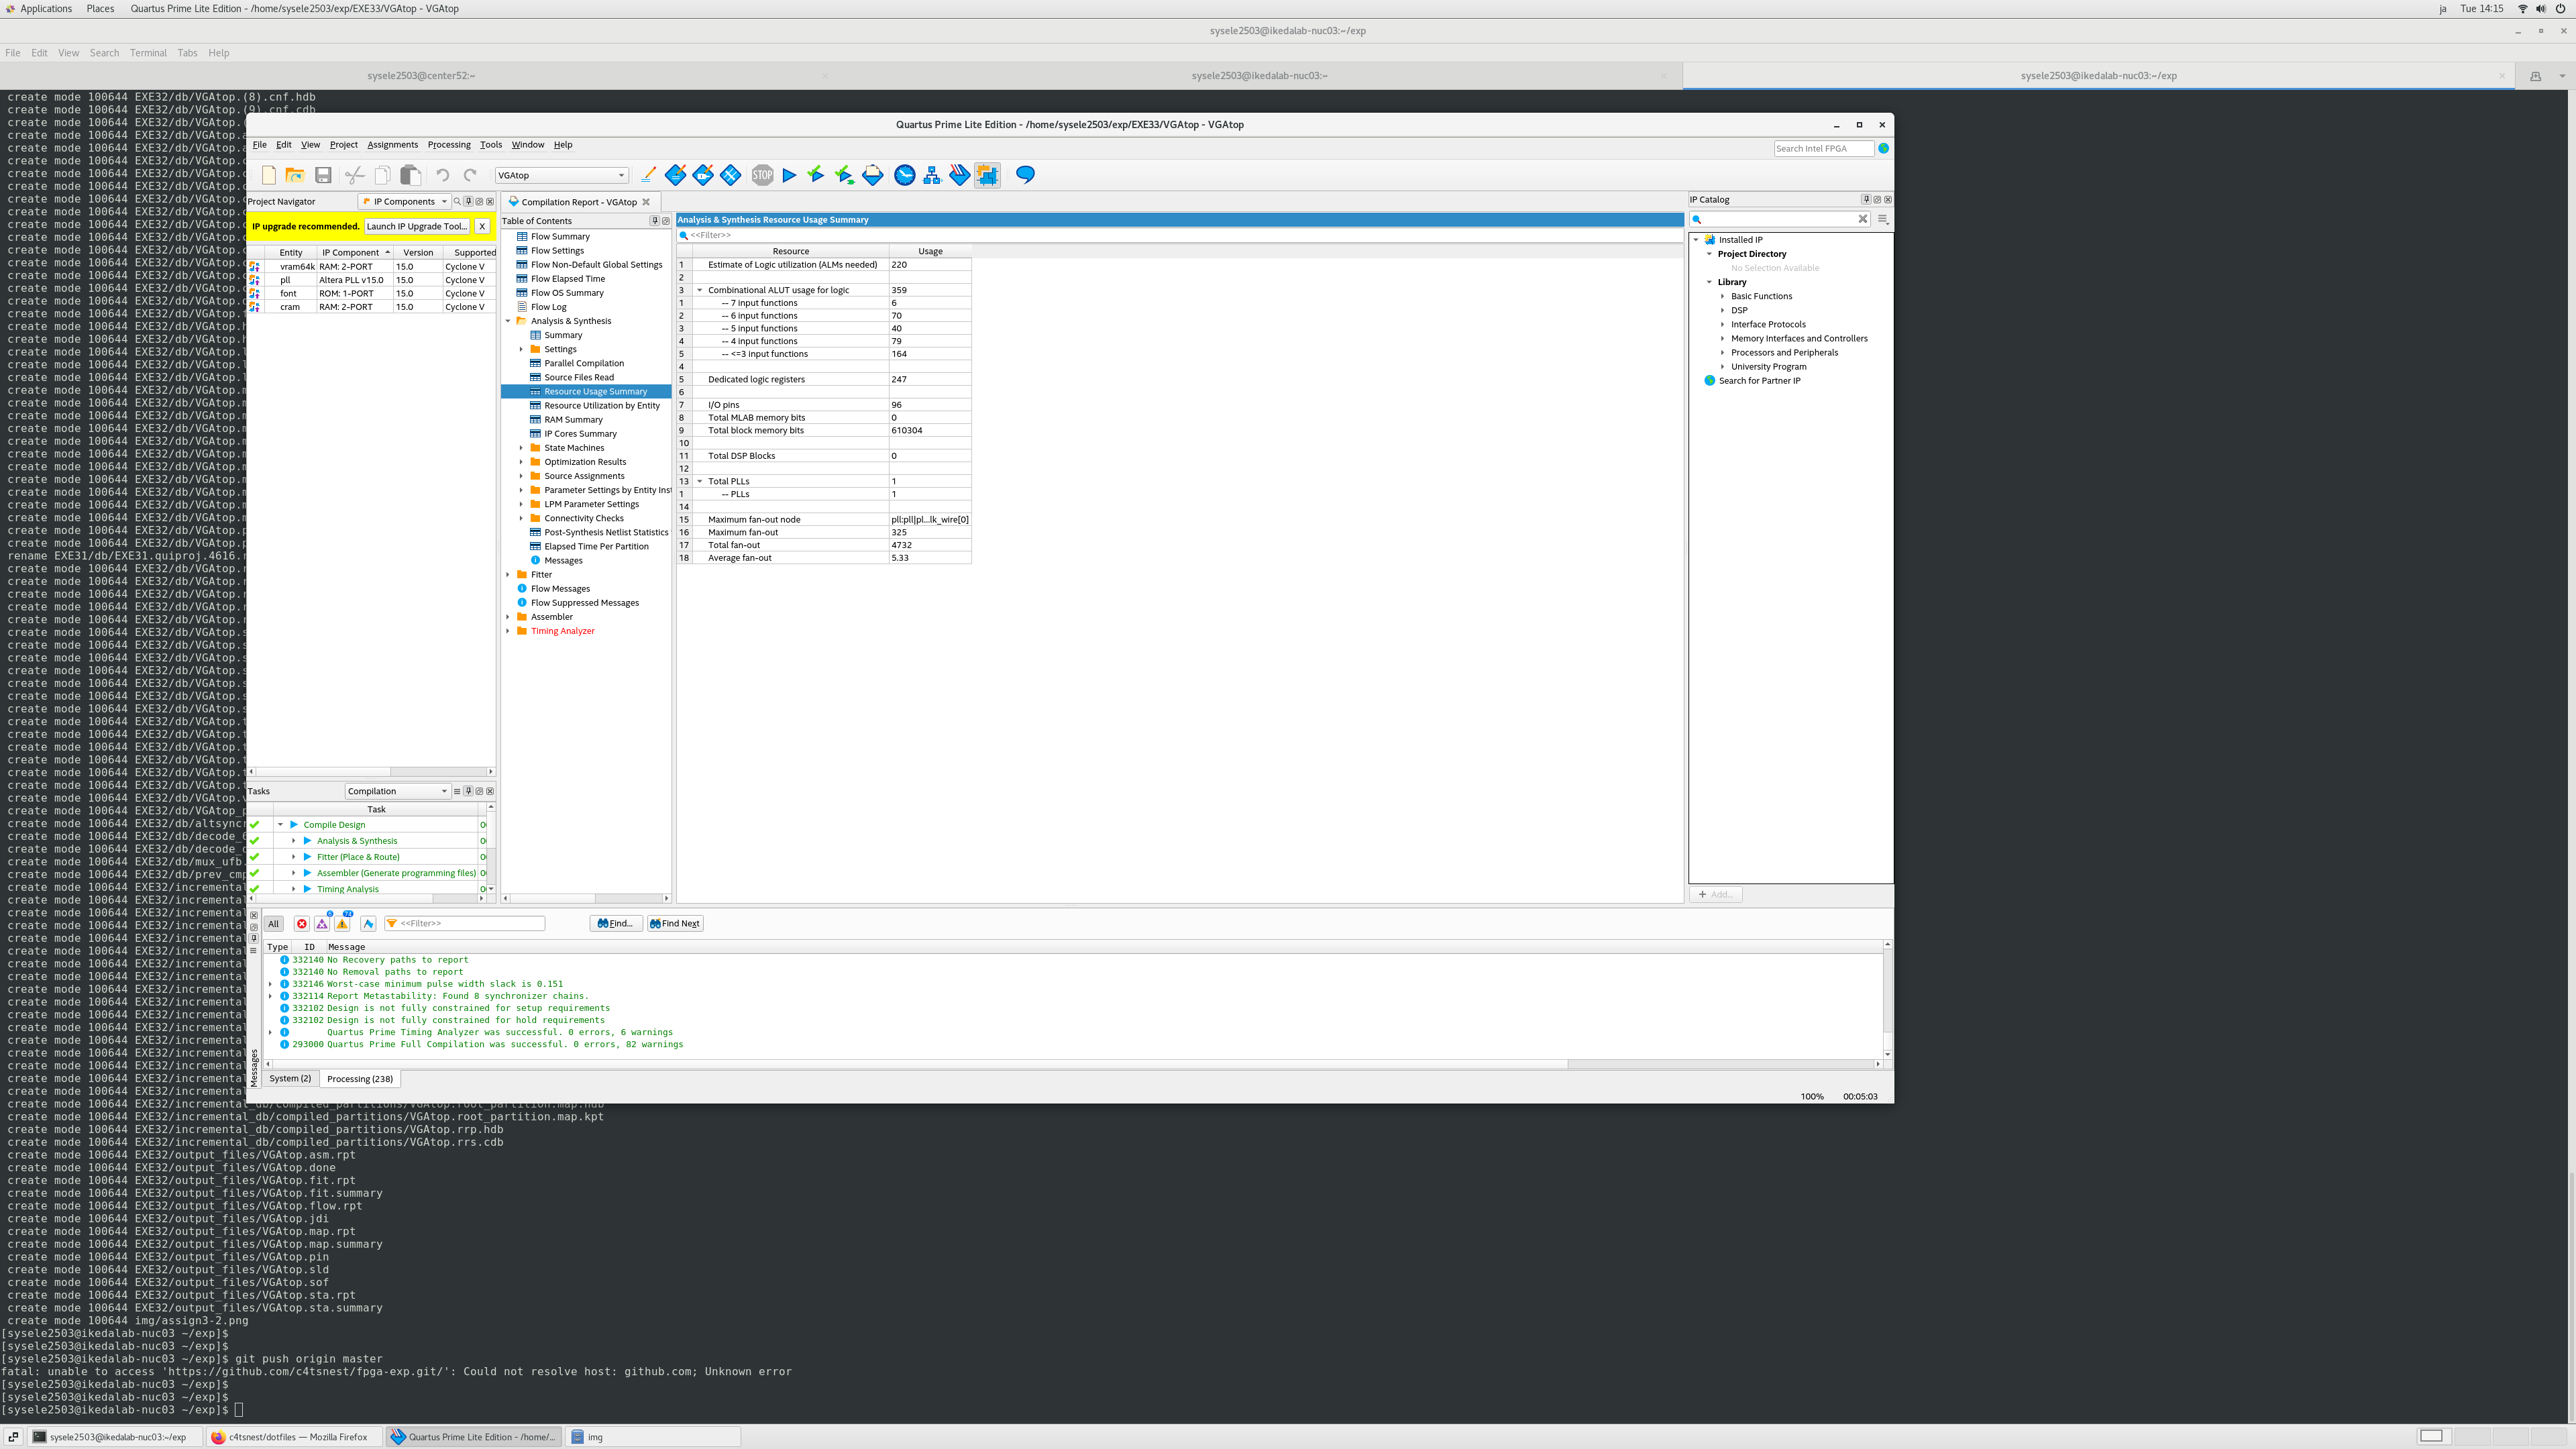 Applications Places Quartus Prime Lite Edition - /home/sysele2503/exp/EXE33/VGAtop - VGAtop ja Tue 14:15
sysele2503@ikedalab-nuc03:~/exp
File Edit View Search Terminal Tabs Help
sysele2503@center52:~ sysele2503@ikedalab-nuc03:~ sysele2503@ikedalab-nuc03:~/exp
create mode 100644 EXE32/db/VGAtop.(8).cnf.hdb
create mode 100644 EXE32/db/VGAtop.(9).cnf.cdb
Quartus Prime Lite Edition - /home/sysele2503/exp/EXE33/VGAtop - VGAtop
File Edit View Project Assignments Processing Tools Window Help
Search Intel FPGA
VGAtop
STOP
Project Navigator IP Components
IP upgrade recommended. Launch IP Upgrade Tool... X
Entity IP Component Version Supported
vram64k RAM: 2-PORT 15.0 Cyclone V
pll Altera PLL v15.0 15.0 Cyclone V
font ROM: 1-PORT 15.0 Cyclone V
cram RAM: 2-PORT 15.0 Cyclone V
Compilation Report - VGAtop
Table of Contents
Flow Summary
Flow Settings
Flow Non-Default Global Settings
Flow Elapsed Time
Flow OS Summary
Flow Log
Analysis & Synthesis
Summary
Settings
Parallel Compilation
Source Files Read
Resource Usage Summary
Resource Utilization by Entity
RAM Summary
IP Cores Summary
State Machines
Optimization Results
Source Assignments
Parameter Settings by Entity Inst
LPM Parameter Settings
Connectivity Checks
Post-Synthesis Netlist Statistics
Elapsed Time Per Partition
Messages
Fitter
Flow Messages
Flow Suppressed Messages
Assembler
Timing Analyzer
Analysis & Synthesis Resource Usage Summary
<<Filter>>
Resource Usage
1 Estimate of Logic utilization (ALMs needed) 220
2
3 Combinational ALUT usage for logic 359
1 -- 7 input functions 6
2 -- 6 input functions 70
3 -- 5 input functions 40
4 -- 4 input functions 79
5 -- <=3 input functions 164
4
5 Dedicated logic registers 247
6
7 I/O pins 96
8 Total MLAB memory bits 0
9 Total block memory bits 610304
10
11 Total DSP Blocks 0
12
13 Total PLLs 1
1 -- PLLs 1
14
15 Maximum fan-out node pll:pll|pl...lk_wire[0]
16 Maximum fan-out 325
17 Total fan-out 4732
18 Average fan-out 5.33
IP Catalog
Installed IP
Project Directory
No Selection Available
Library
Basic Functions
DSP
Interface Protocols
Memory Interfaces and Controllers
Processors and Peripherals
University Program
Search for Partner IP
Add...
Tasks Compilation
Task
Compile Design
Analysis & Synthesis
Fitter (Place & Route)
Assembler (Generate programming files)
Timing Analysis
All <<Filter>> Find... Find Next
Type ID Message
332140 No Recovery paths to report
332140 No Removal paths to report
332146 Worst-case minimum pulse width slack is 0.151
332114 Report Metastability: Found 8 synchronizer chains.
332102 Design is not fully constrained for setup requirements
332102 Design is not fully constrained for hold requirements
Quartus Prime Timing Analyzer was successful. 0 errors, 6 warnings
293000 Quartus Prime Full Compilation was successful. 0 errors, 82 warnings
Messages
System (2) Processing (238)
100% 00:05:03
rename EXE31/db/EXE31.quiproj.4616.
create mode 100644 EXE32/incremental_db/compiled_partitions/VGAtop.root_partition.map.hdb
create mode 100644 EXE32/incremental_db/compiled_partitions/VGAtop.root_partition.map.kpt
create mode 100644 EXE32/incremental_db/compiled_partitions/VGAtop.rrp.hdb
create mode 100644 EXE32/incremental_db/compiled_partitions/VGAtop.rrs.cdb
create mode 100644 EXE32/output_files/VGAtop.asm.rpt
create mode 100644 EXE32/output_files/VGAtop.done
create mode 100644 EXE32/output_files/VGAtop.fit.rpt
create mode 100644 EXE32/output_files/VGAtop.fit.summary
create mode 100644 EXE32/output_files/VGAtop.flow.rpt
create mode 100644 EXE32/output_files/VGAtop.jdi
create mode 100644 EXE32/output_files/VGAtop.map.rpt
create mode 100644 EXE32/output_files/VGAtop.map.summary
create mode 100644 EXE32/output_files/VGAtop.pin
create mode 100644 EXE32/output_files/VGAtop.sld
create mode 100644 EXE32/output_files/VGAtop.sof
create mode 100644 EXE32/output_files/VGAtop.sta.rpt
create mode 100644 EXE32/output_files/VGAtop.sta.summary
create mode 100644 img/assign3-2.png
[sysele2503@ikedalab-nuc03 ~/exp]$
[sysele2503@ikedalab-nuc03 ~/exp]$
[sysele2503@ikedalab-nuc03 ~/exp]$ git push origin master
fatal: unable to access 'https://github.com/c4tsnest/fpga-exp.git/': Could not resolve host: github.com; Unknown error
[sysele2503@ikedalab-nuc03 ~/exp]$
[sysele2503@ikedalab-nuc03 ~/exp]$
[sysele2503@ikedalab-nuc03 ~/exp]$
sysele2503@ikedalab-nuc03:~/exp c4tsnest/dotfiles — Mozilla Firefox Quartus Prime Lite Edition - /home/... img